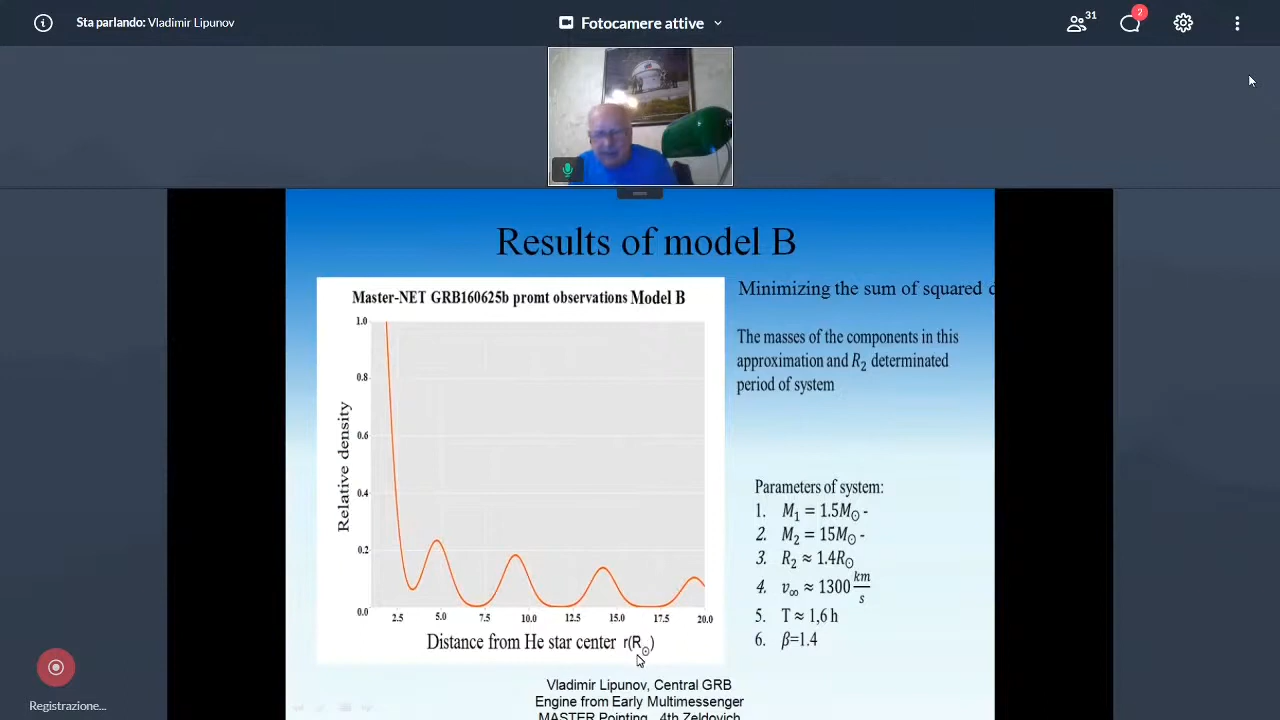 Sta parlando: Vladimir Lipunov
Fotocamere attive
31
2
Results of model B
Master-NET GRB160625b promt observations Model B
1.0
0.8
0.6
0.4
0.2
0.0
Relative density
2.5 5.0 7.5 10.0 12.5 15.0 17.5 20.0
Distance from He star center r(R⊙)
Minimizing the sum of squared d
The masses of the components in this
approximation and R₂ determinated
period of system
Parameters of system:
1. M₁ = 1.5M⊙ -
2. M₂ = 15M⊙ -
3. R₂ ≈ 1.4R⊙
4. v∞ ≈ 1300 km/s
5. T ≈ 1,6 h
6. β=1.4
Vladimir Lipunov, Central GRB
Engine from Early Multimessenger
MASTER Pointing, 4th Zeldovich
Registrazione...